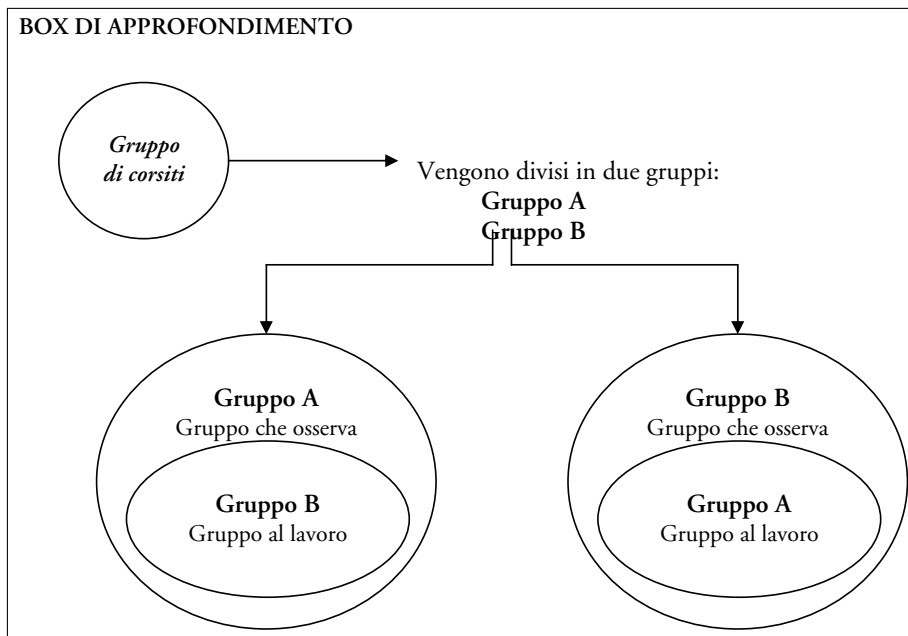 BOX DI APPROFONDIMENTO
Gruppo
di corsiti
Vengono divisi in due gruppi:
Gruppo A
Gruppo B
Gruppo A
Gruppo che osserva
Gruppo B
Gruppo al lavoro
Gruppo B
Gruppo che osserva
Gruppo A
Gruppo al lavoro